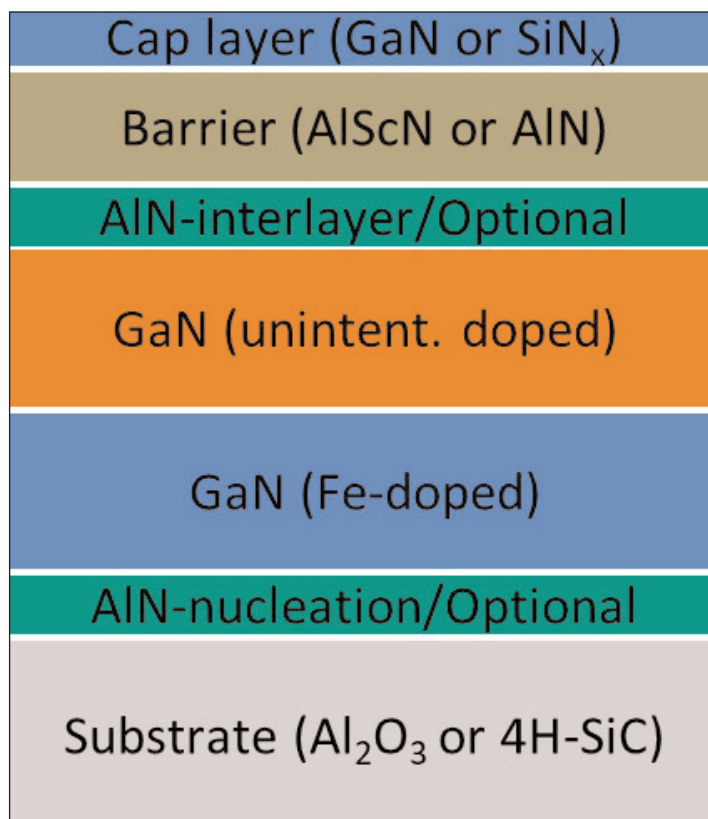 Cap layer (GaN or SiNₓ)
Barrier (AlScN or AlN)
AlN-interlayer/Optional
GaN (unintent. doped)
GaN (Fe-doped)
AlN-nucleation/Optional
Substrate (Al₂O₃ or 4H-SiC)